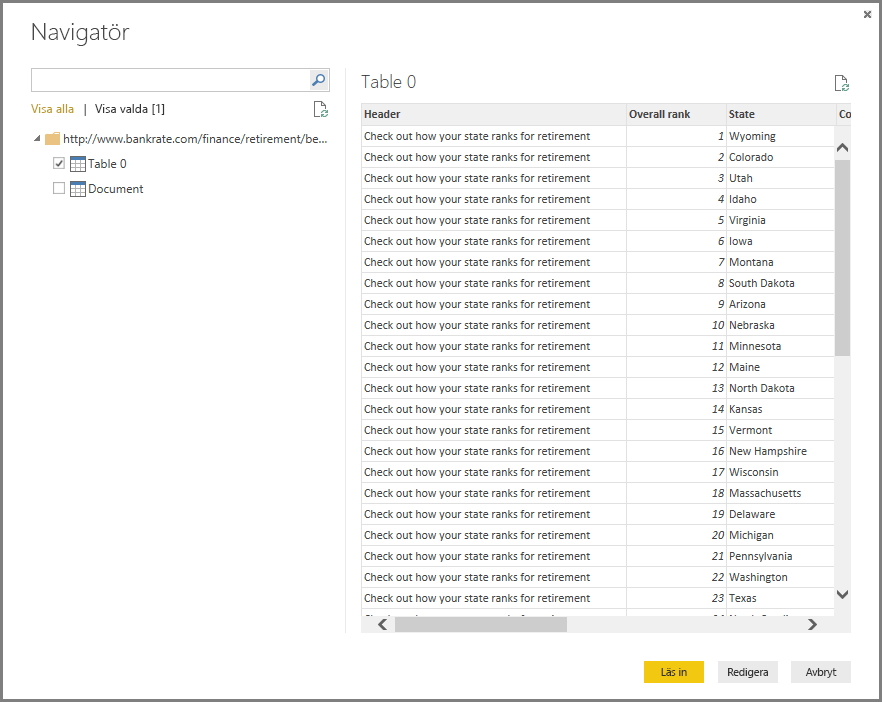 Navigatör
Visa alla | Visa valda [1]
http://www.bankrate.com/finance/retirement/be...
Table 0
Document
Table 0
Header Overall rank State Co
Check out how your state ranks for retirement 1 Wyoming
Check out how your state ranks for retirement 2 Colorado
Check out how your state ranks for retirement 3 Utah
Check out how your state ranks for retirement 4 Idaho
Check out how your state ranks for retirement 5 Virginia
Check out how your state ranks for retirement 6 Iowa
Check out how your state ranks for retirement 7 Montana
Check out how your state ranks for retirement 8 South Dakota
Check out how your state ranks for retirement 9 Arizona
Check out how your state ranks for retirement 10 Nebraska
Check out how your state ranks for retirement 11 Minnesota
Check out how your state ranks for retirement 12 Maine
Check out how your state ranks for retirement 13 North Dakota
Check out how your state ranks for retirement 14 Kansas
Check out how your state ranks for retirement 15 Vermont
Check out how your state ranks for retirement 16 New Hampshire
Check out how your state ranks for retirement 17 Wisconsin
Check out how your state ranks for retirement 18 Massachusetts
Check out how your state ranks for retirement 19 Delaware
Check out how your state ranks for retirement 20 Michigan
Check out how your state ranks for retirement 21 Pennsylvania
Check out how your state ranks for retirement 22 Washington
Check out how your state ranks for retirement 23 Texas
Läs in Redigera Avbryt